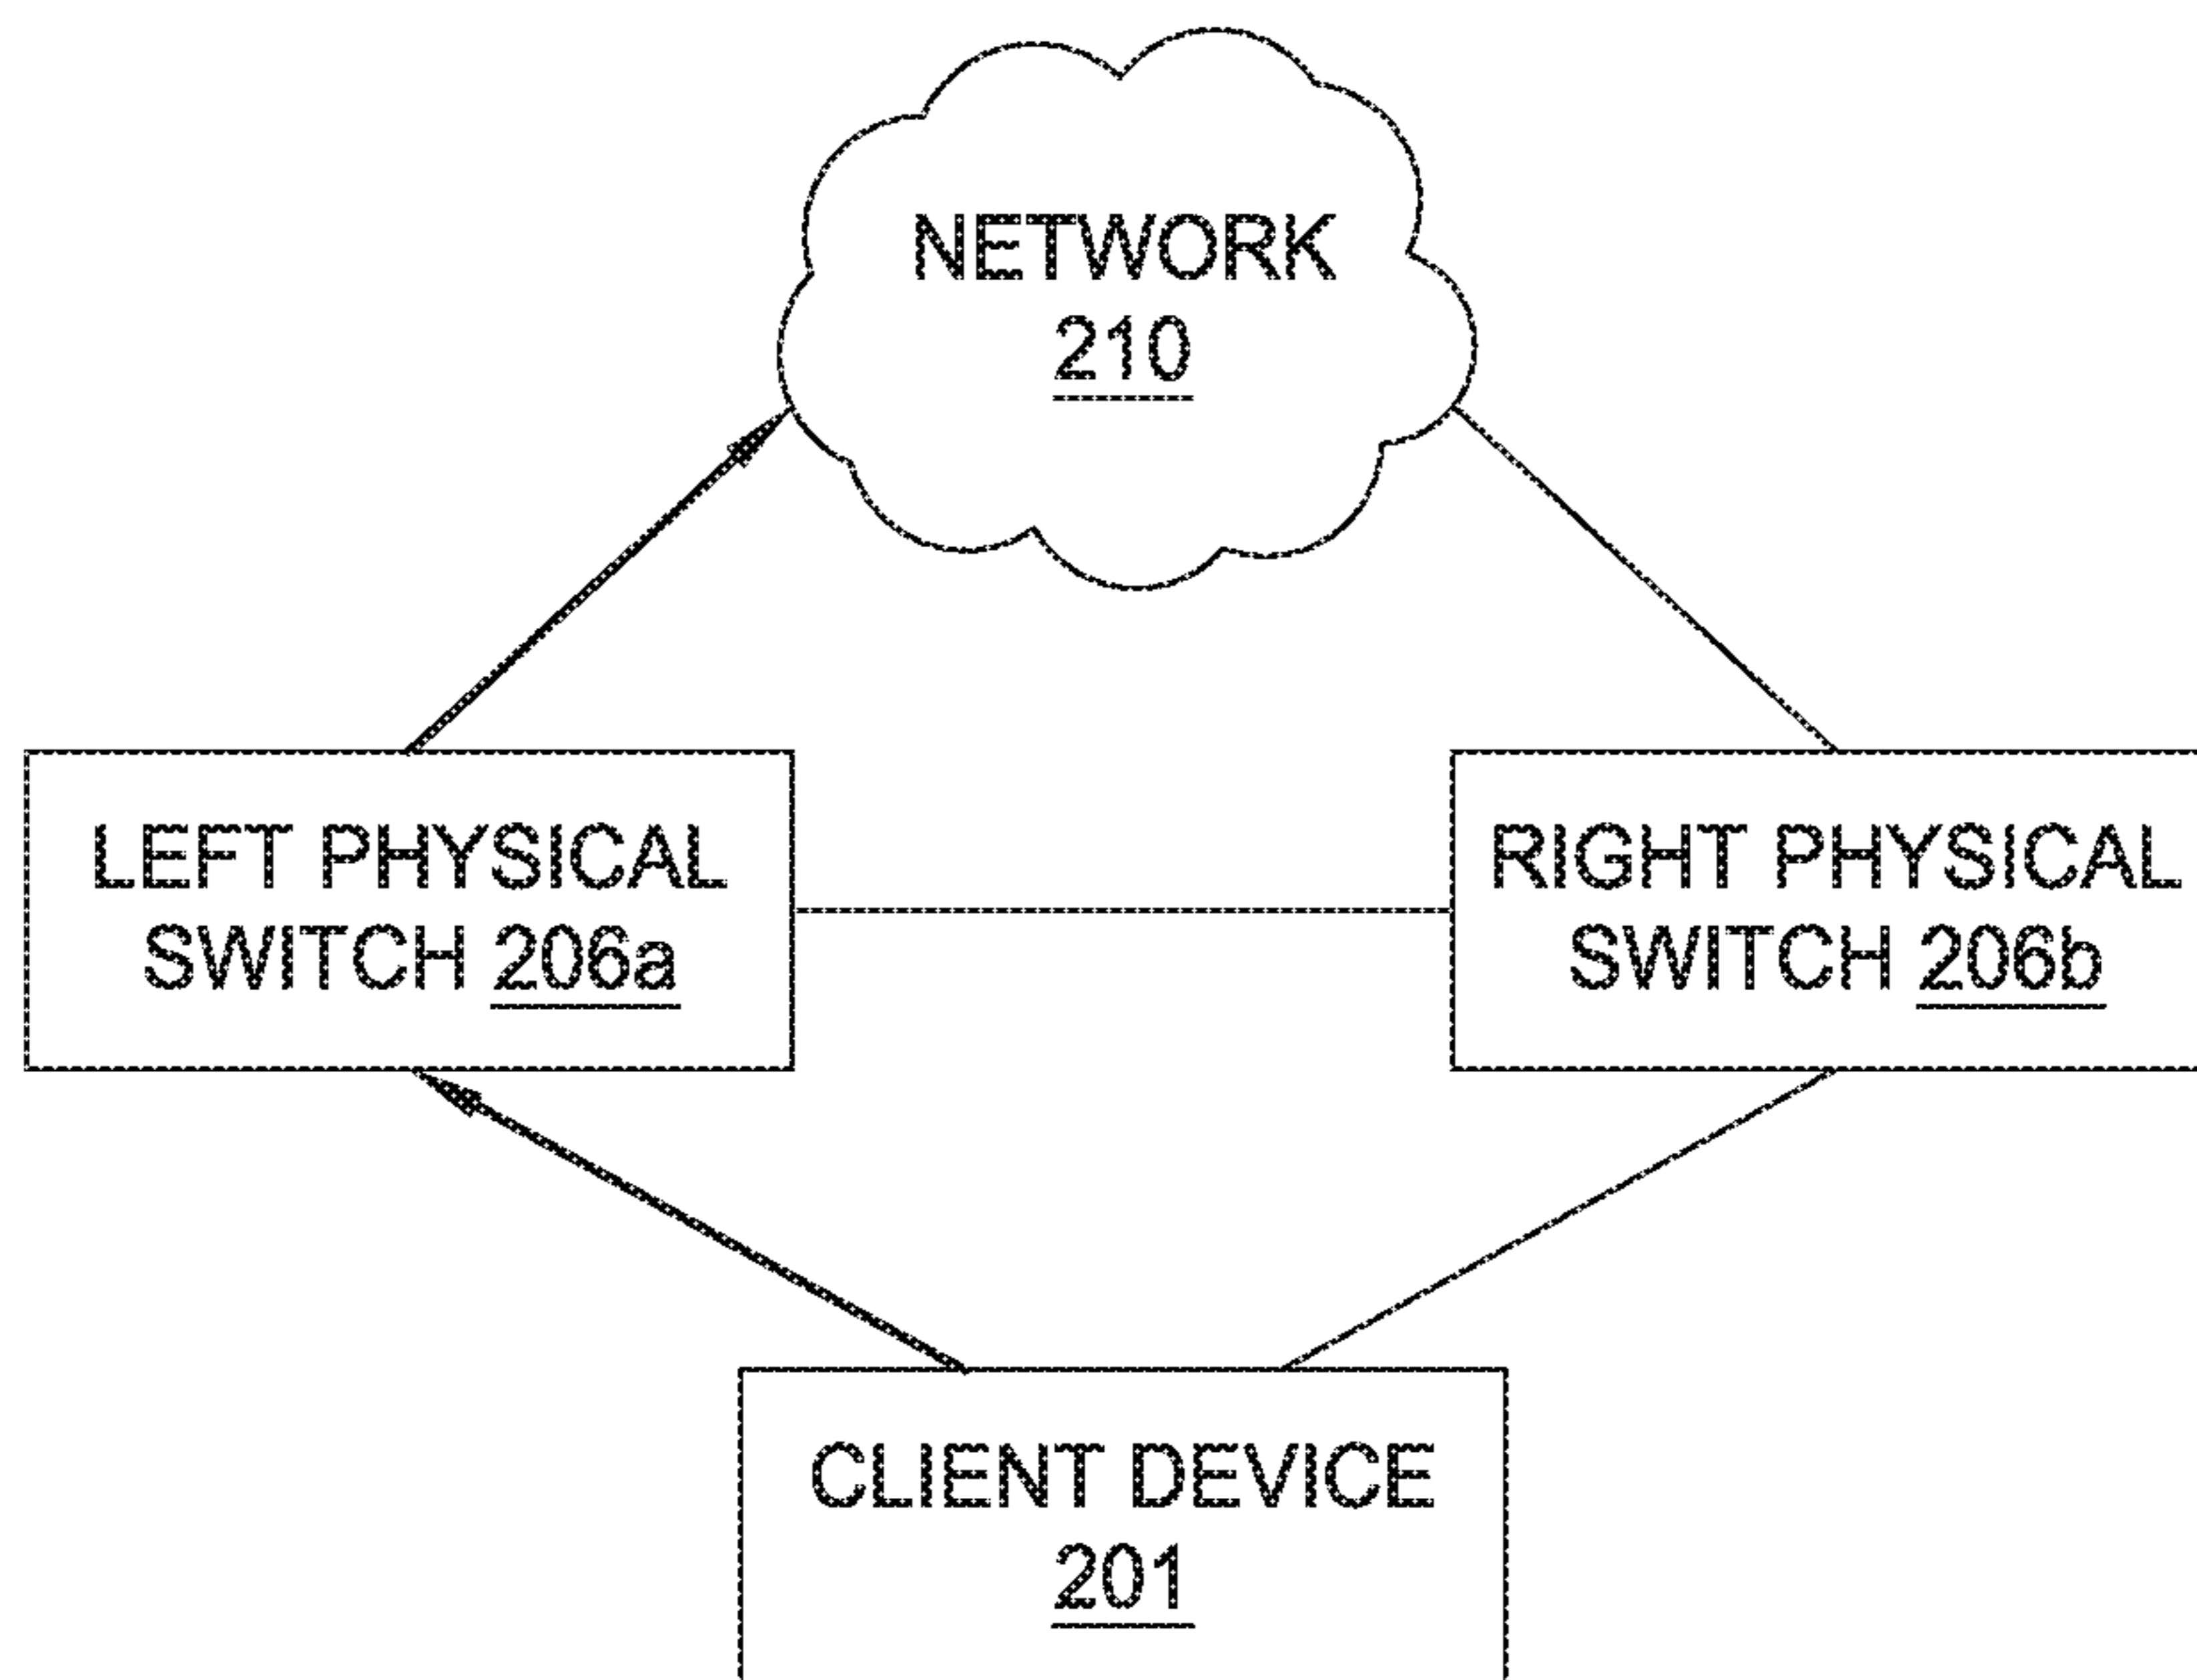 NETWORK
210
LEFT PHYSICAL
SWITCH 206a
RIGHT PHYSICAL
SWITCH 206b
CLIENT DEVICE
201